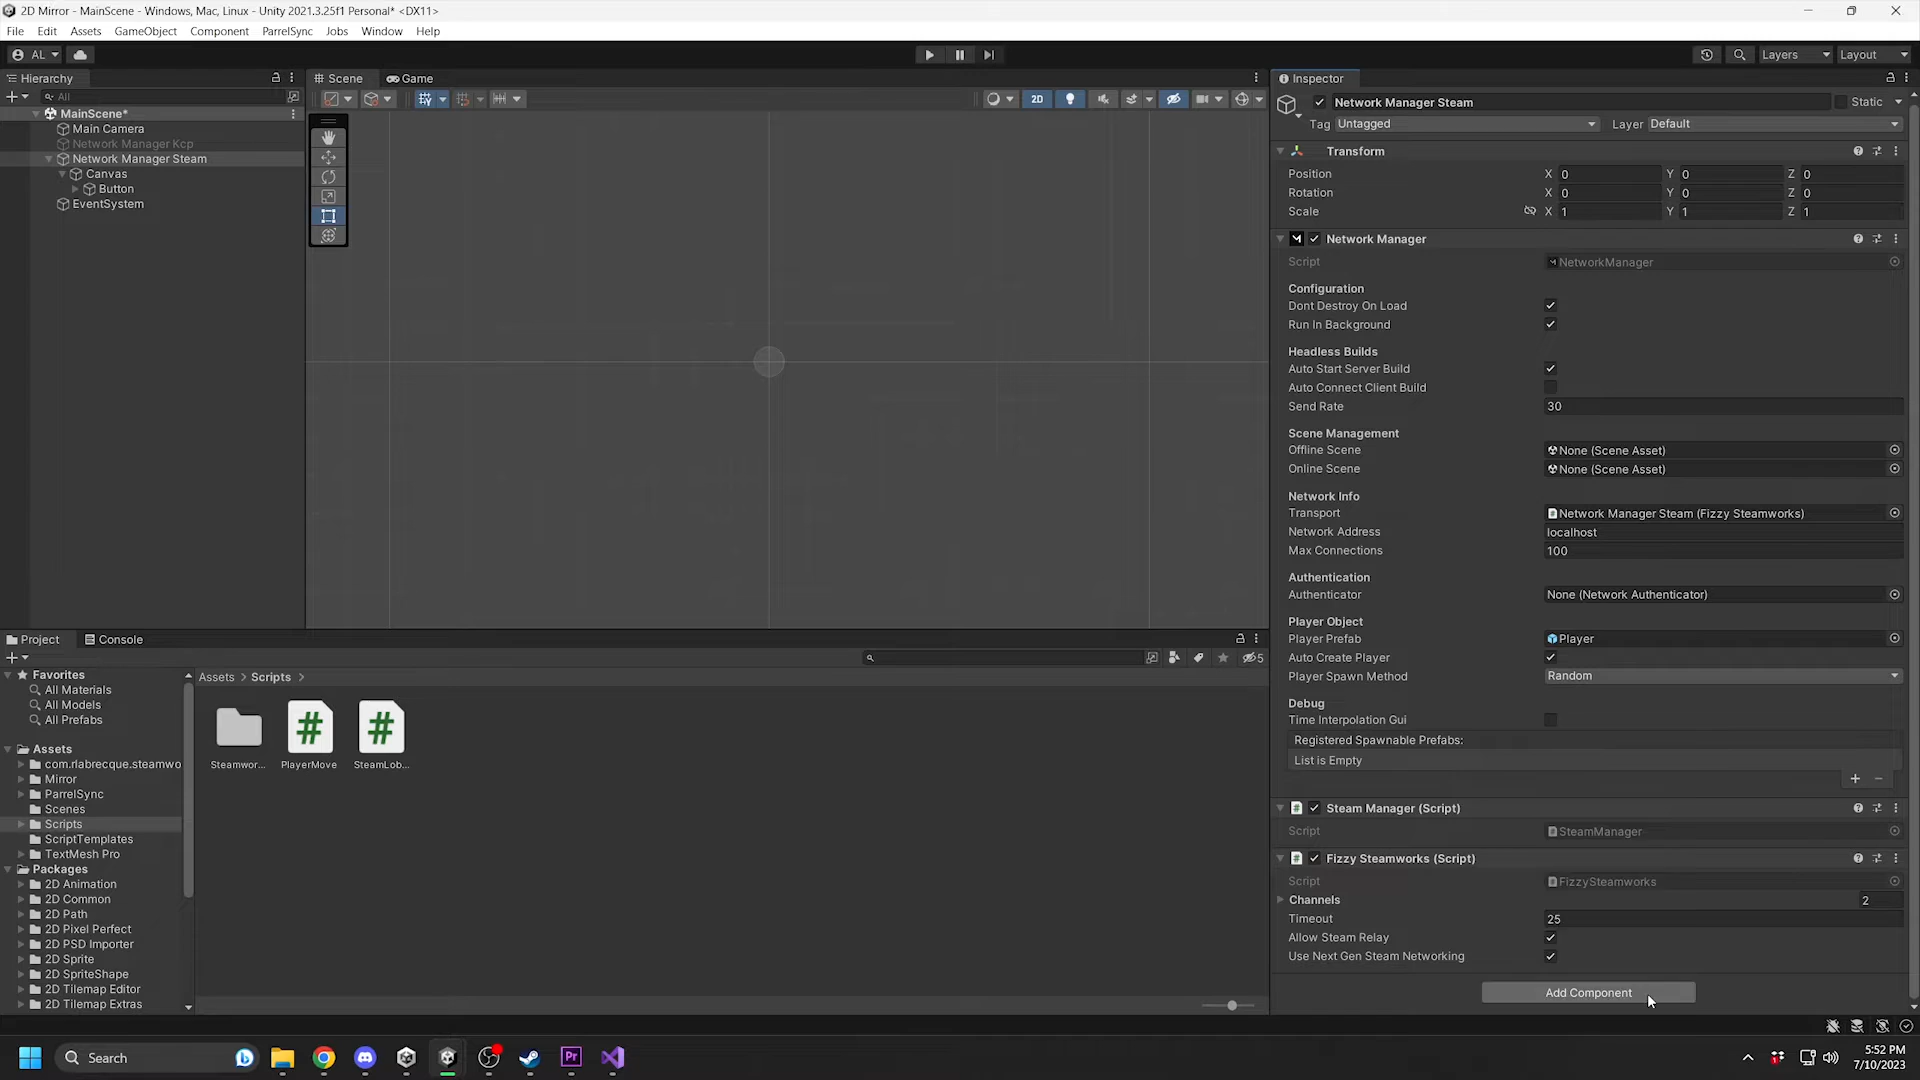 2D Mirror - MainScene - Windows, Mac, Linux - Unity 2021.3.25f1 Personal* <DX11>
File Edit Assets GameObject Component ParrelSync Jobs Window Help
AL Layers Layout
Hierarchy
All
MainScene*
Main Camera
Network Manager Kcp
Network Manager Steam
Canvas
Button
EventSystem
Scene Game
2D
Inspector
Network Manager Steam Static
Tag Untagged Layer Default
Transform
Position X 0 Y 0 Z 0
Rotation X 0 Y 0 Z 0
Scale X 1 Y 1 Z 1
Network Manager
Script NetworkManager
Configuration
Dont Destroy On Load
Run In Background
Headless Builds
Auto Start Server Build
Auto Connect Client Build
Send Rate 30
Scene Management
Offline Scene None (Scene Asset)
Online Scene None (Scene Asset)
Network Info
Transport Network Manager Steam (Fizzy Steamworks)
Network Address localhost
Max Connections 100
Authentication
Authenticator None (Network Authenticator)
Player Object
Player Prefab Player
Auto Create Player
Player Spawn Method Random
Debug
Time Interpolation Gui
Registered Spawnable Prefabs:
List is Empty
Steam Manager (Script)
Script SteamManager
Fizzy Steamworks (Script)
Script FizzySteamworks
Channels 2
Timeout 25
Allow Steam Relay
Use Next Gen Steam Networking
Add Component
Project Console
5
Favorites
All Materials
All Models
All Prefabs
Assets
com.rlabrecque.steamwo
Mirror
ParrelSync
Scenes
Scripts
ScriptTemplates
TextMesh Pro
Packages
2D Animation
2D Common
2D Path
2D Pixel Perfect
2D PSD Importer
2D Sprite
2D SpriteShape
2D Tilemap Editor
2D Tilemap Extras
Assets > Scripts >
Steamwor... PlayerMove SteamLob...
Search
Pr
5:52 PM
7/10/2023